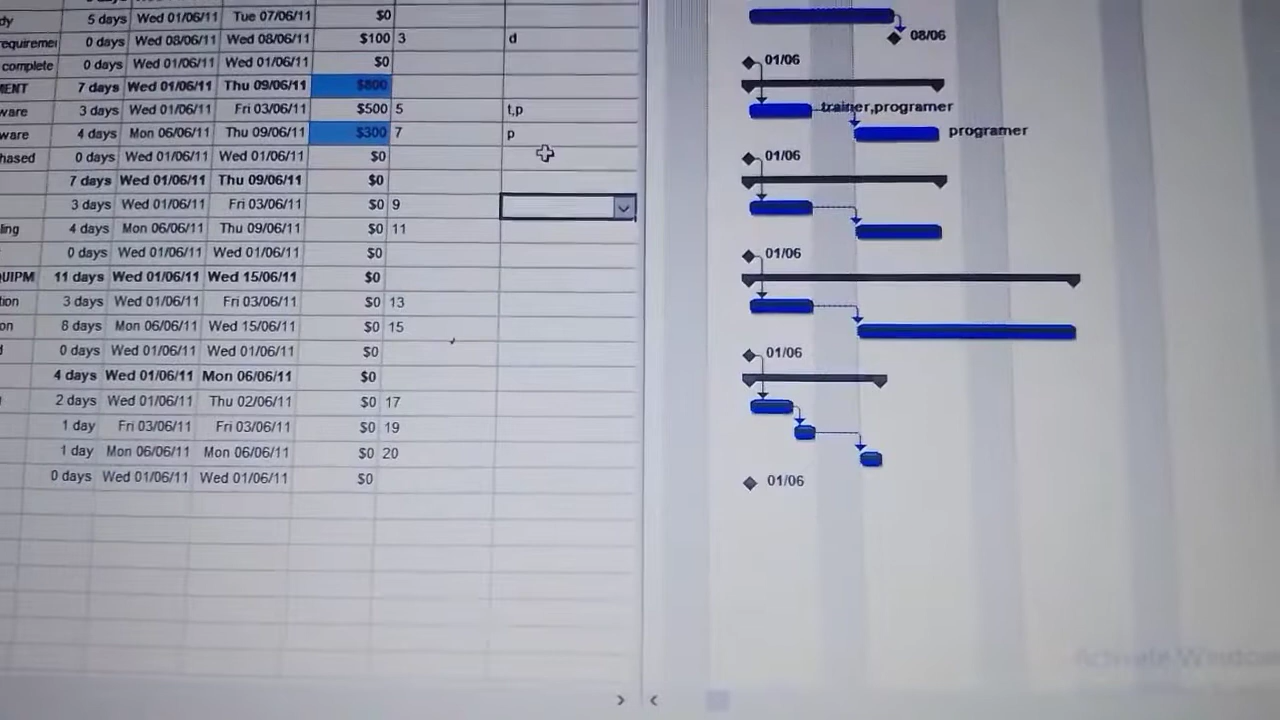 dy 5 days Wed 01/06/11 Tue 07/06/11 $0
requiremei 0 days Wed 08/06/11 Wed 08/06/11 $100 3 d 08/06
complete 0 days Wed 01/06/11 Wed 01/06/11 $0 01/06
MENT 7 days Wed 01/06/11 Thu 09/06/11 $800
ware 3 days Wed 01/06/11 Fri 03/06/11 $500 5 t,p trainer,programer
ware 4 days Mon 06/06/11 Thu 09/06/11 $300 7 p programer
hased 0 days Wed 01/06/11 Wed 01/06/11 $0 01/06
7 days Wed 01/06/11 Thu 09/06/11 $0
3 days Wed 01/06/11 Fri 03/06/11 $0 9
ling 4 days Mon 06/06/11 Thu 09/06/11 $0 11
0 days Wed 01/06/11 Wed 01/06/11 $0 01/06
QUIPM 11 days Wed 01/06/11 Wed 15/06/11 $0
tion 3 days Wed 01/06/11 Fri 03/06/11 $0 13
on 8 days Mon 06/06/11 Wed 15/06/11 $0 15
0 days Wed 01/06/11 Wed 01/06/11 $0 01/06
4 days Wed 01/06/11 Mon 06/06/11 $0
2 days Wed 01/06/11 Thu 02/06/11 $0 17
1 day Fri 03/06/11 Fri 03/06/11 $0 19
1 day Mon 06/06/11 Mon 06/06/11 $0 20
0 days Wed 01/06/11 Wed 01/06/11 $0 01/06
Activate Window